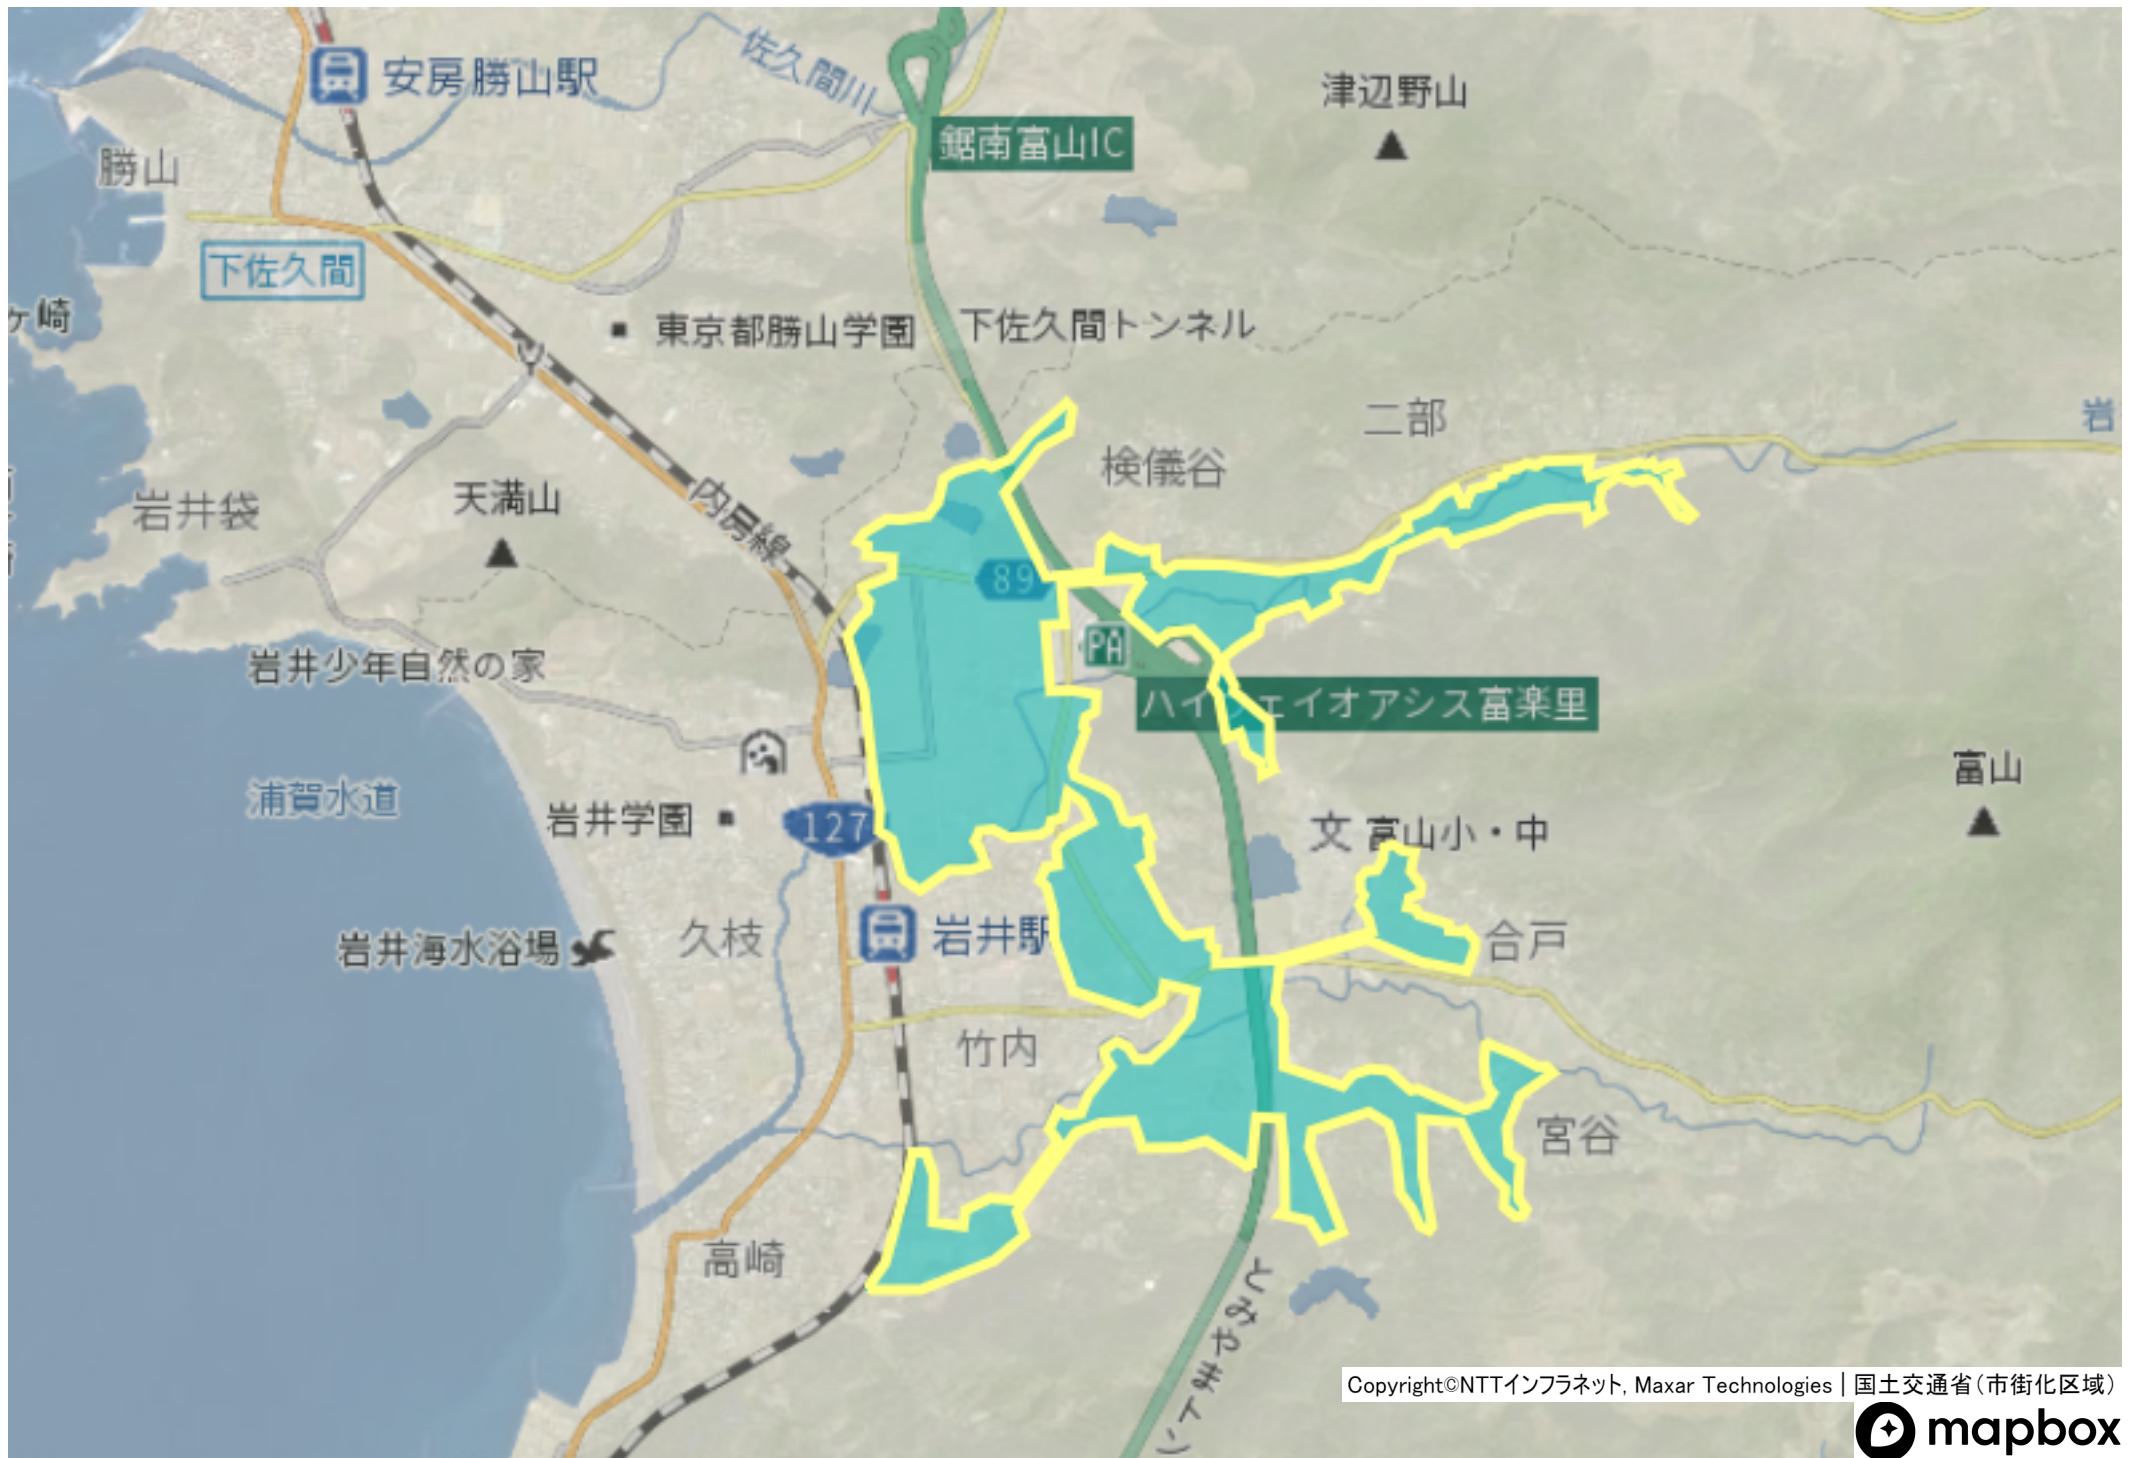 安房勝山駅
佐久間川
津辺野山
鋸南富山IC
勝山
下佐久間
ヶ崎
東京都勝山学園
下佐久間トンネル
二部
岩
検儀谷
天満山
岩井袋
内房線
89
岩井少年自然の家
PA
ハイウェイオアシス富楽里
富山
浦賀水道
岩井学園
127
文 富山小・中
岩井海水浴場
久枝
岩井駅
合戸
竹内
宮谷
高崎
とみやまトン
Copyright©NTTインフラネット, Maxar Technologies | 国土交通省(市街化区域)
mapbox